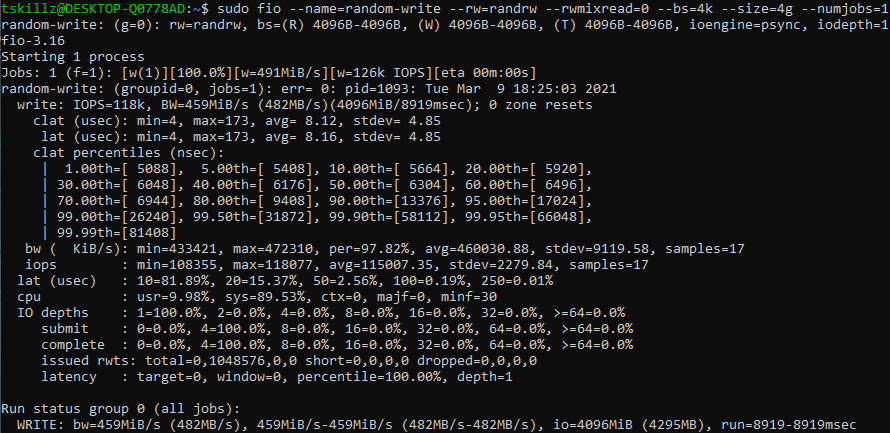 tskillz@DESKTOP-Q0778AD:~$ sudo fio --name=random-write --rw=randrw --rwmixread=0 --bs=4k --size=4g --numjobs=1
random-write: (g=0): rw=randrw, bs=(R) 4096B-4096B, (W) 4096B-4096B, (T) 4096B-4096B, ioengine=psync, iodepth=1
fio-3.16
Starting 1 process
Jobs: 1 (f=1): [w(1)][100.0%][w=491MiB/s][w=126k IOPS][eta 00m:00s]
random-write: (groupid=0, jobs=1): err= 0: pid=1093: Tue Mar  9 18:25:03 2021
  write: IOPS=118k, BW=459MiB/s (482MB/s)(4096MiB/8919msec); 0 zone resets
    clat (usec): min=4, max=173, avg= 8.12, stdev= 4.85
     lat (usec): min=4, max=173, avg= 8.16, stdev= 4.85
    clat percentiles (nsec):
     |  1.00th=[ 5088],  5.00th=[ 5408], 10.00th=[ 5664], 20.00th=[ 5920],
     | 30.00th=[ 6048], 40.00th=[ 6176], 50.00th=[ 6304], 60.00th=[ 6496],
     | 70.00th=[ 6944], 80.00th=[ 9408], 90.00th=[13376], 95.00th=[17024],
     | 99.00th=[26240], 99.50th=[31872], 99.90th=[58112], 99.95th=[66048],
     | 99.99th=[81408]
   bw (  KiB/s): min=433421, max=472310, per=97.82%, avg=460030.88, stdev=9119.58, samples=17
   iops        : min=108355, max=118077, avg=115007.35, stdev=2279.84, samples=17
  lat (usec)   : 10=81.89%, 20=15.37%, 50=2.56%, 100=0.19%, 250=0.01%
  cpu          : usr=9.98%, sys=89.53%, ctx=0, majf=0, minf=30
  IO depths    : 1=100.0%, 2=0.0%, 4=0.0%, 8=0.0%, 16=0.0%, 32=0.0%, >=64=0.0%
     submit    : 0=0.0%, 4=100.0%, 8=0.0%, 16=0.0%, 32=0.0%, 64=0.0%, >=64=0.0%
     complete  : 0=0.0%, 4=100.0%, 8=0.0%, 16=0.0%, 32=0.0%, 64=0.0%, >=64=0.0%
     issued rwts: total=0,1048576,0,0 short=0,0,0,0 dropped=0,0,0,0
     latency   : target=0, window=0, percentile=100.00%, depth=1

Run status group 0 (all jobs):
  WRITE: bw=459MiB/s (482MB/s), 459MiB/s-459MiB/s (482MB/s-482MB/s), io=4096MiB (4295MB), run=8919-8919msec